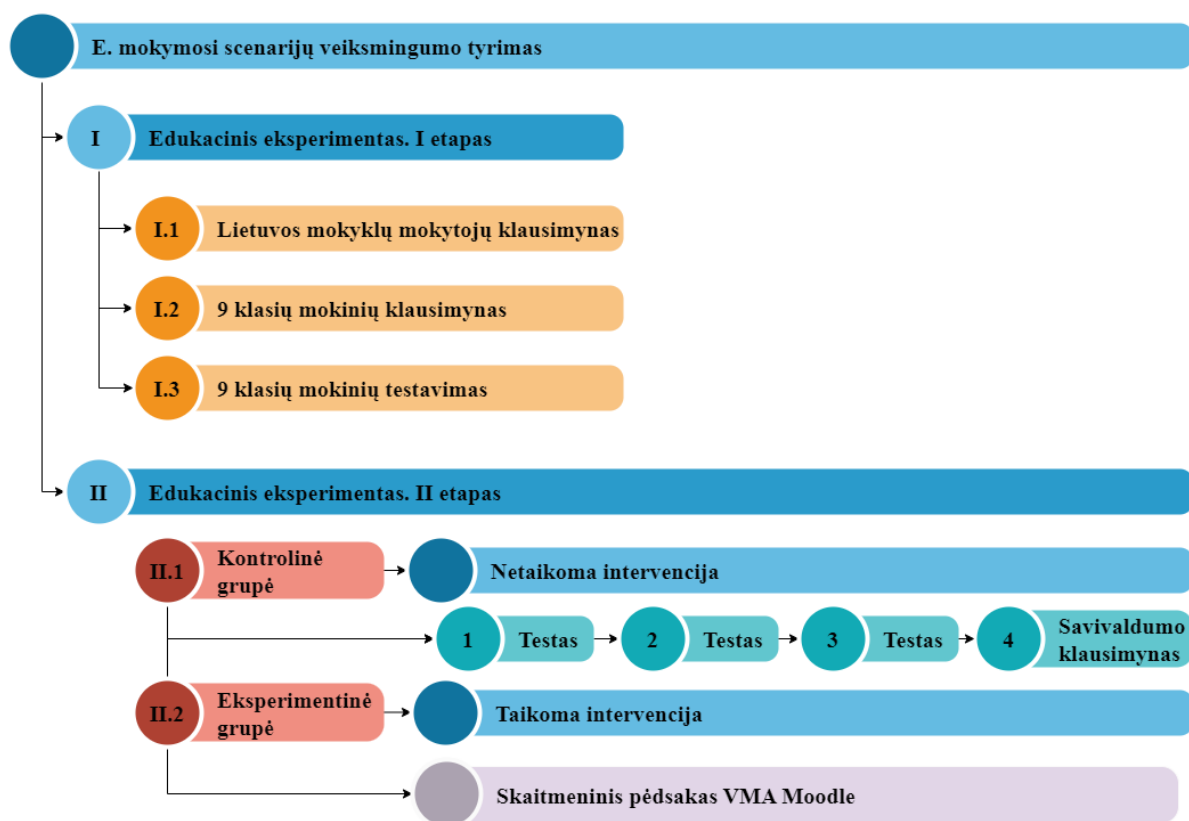 E. mokymosi scenarijų veiksmingumo tyrimas
I Edukacinis eksperimentas. I etapas
I.1 Lietuvos mokyklų mokytojų klausimynas
I.2 9 klasių mokinių klausimynas
I.3 9 klasių mokinių testavimas
II Edukacinis eksperimentas. II etapas
II.1 Kontrolinė
grupė
Netaikoma intervencija
1 Testas 2 Testas 3 Testas 4 Savivaldumo
klausimynas
II.2 Eksperimentinė
grupė
Taikoma intervencija
Skaitmeninis pėdsakas VMA Moodle